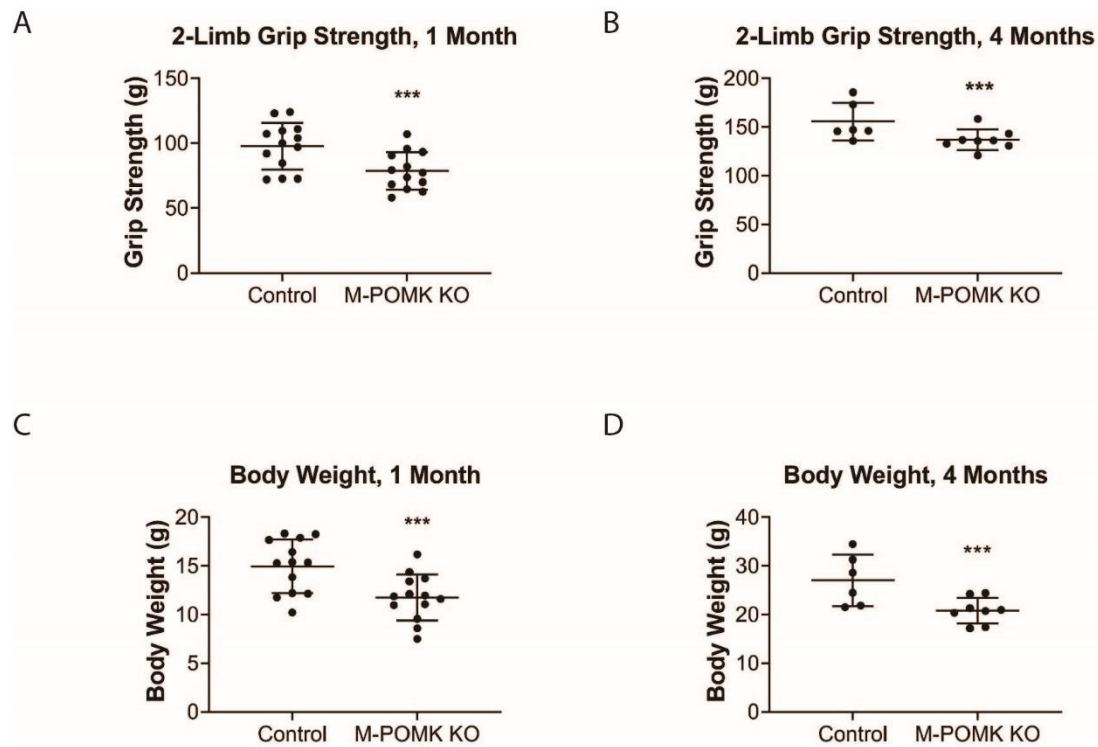 A
2-Limb Grip Strength, 1 Month
Grip Strength (g)
150
100
50
0
***
Control
M-POMK KO
B
2-Limb Grip Strength, 4 Months
Grip Strength (g)
200
150
100
50
0
***
Control
M-POMK KO
C
Body Weight, 1 Month
Body Weight (g)
20
15
10
5
0
***
Control
M-POMK KO
D
Body Weight, 4 Months
Body Weight (g)
40
30
20
10
0
***
Control
M-POMK KO